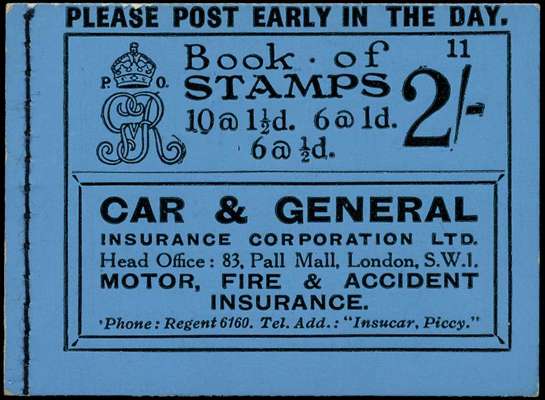 PLEASE POST EARLY IN THE DAY.
11
P. O.
GR
Book · of
STAMPS
2/-
10 @ 1½d. 6 @ 1d.
6 @ ½d.
CAR & GENERAL
INSURANCE CORPORATION LTD.
Head Office: 83, Pall Mall, London, S.W.1.
MOTOR, FIRE & ACCIDENT
INSURANCE.
'Phone: Regent 6160. Tel. Add.: "Insucar, Piccy."